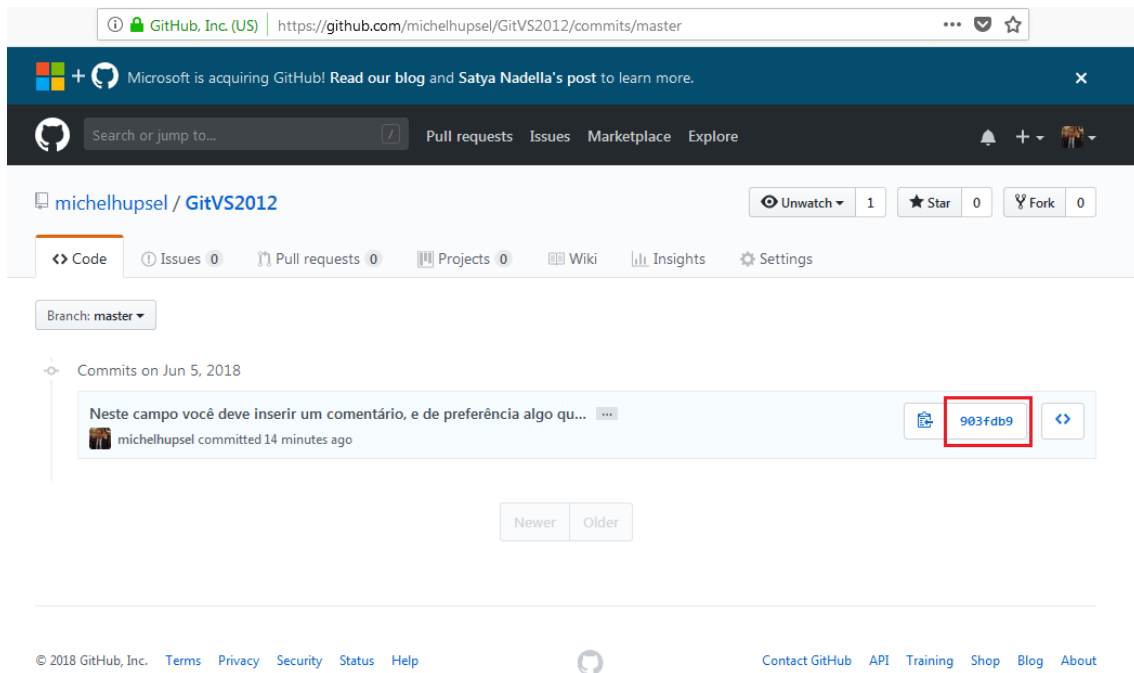 GitHub, Inc. (US) https://github.com/michelhupsel/GitVS2012/commits/master
+ Microsoft is acquiring GitHub! Read our blog and Satya Nadella's post to learn more.
Search or jump to... / Pull requests Issues Marketplace Explore
michelhupsel / GitVS2012 Unwatch 1 Star 0 Fork 0
<> Code Issues 0 Pull requests 0 Projects 0 Wiki Insights Settings
Branch: master
Commits on Jun 5, 2018
Neste campo você deve inserir um comentário, e de preferência algo qu... ...
michelhupsel committed 14 minutes ago
903fdb9 <>
Newer Older
© 2018 GitHub, Inc. Terms Privacy Security Status Help Contact GitHub API Training Shop Blog About